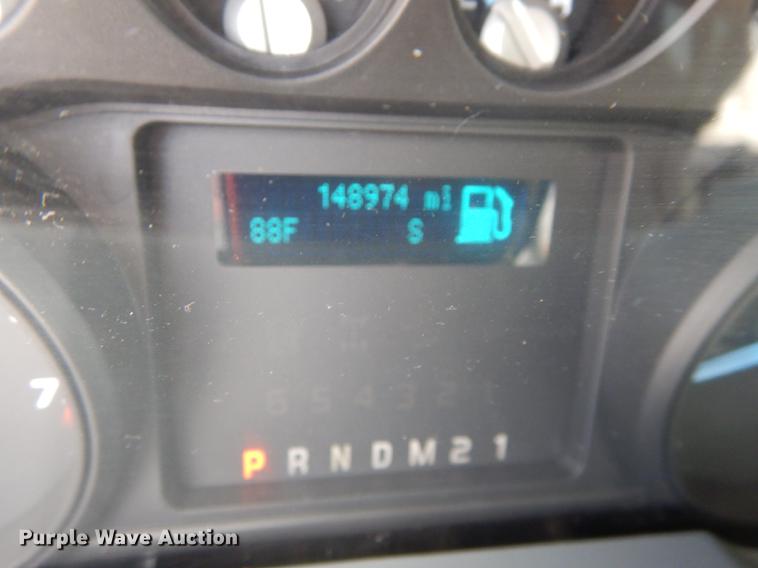 148974 mi
88F S
7
6 5 4 3 2 1
P R N D M 2 1
Purple Wave Auction